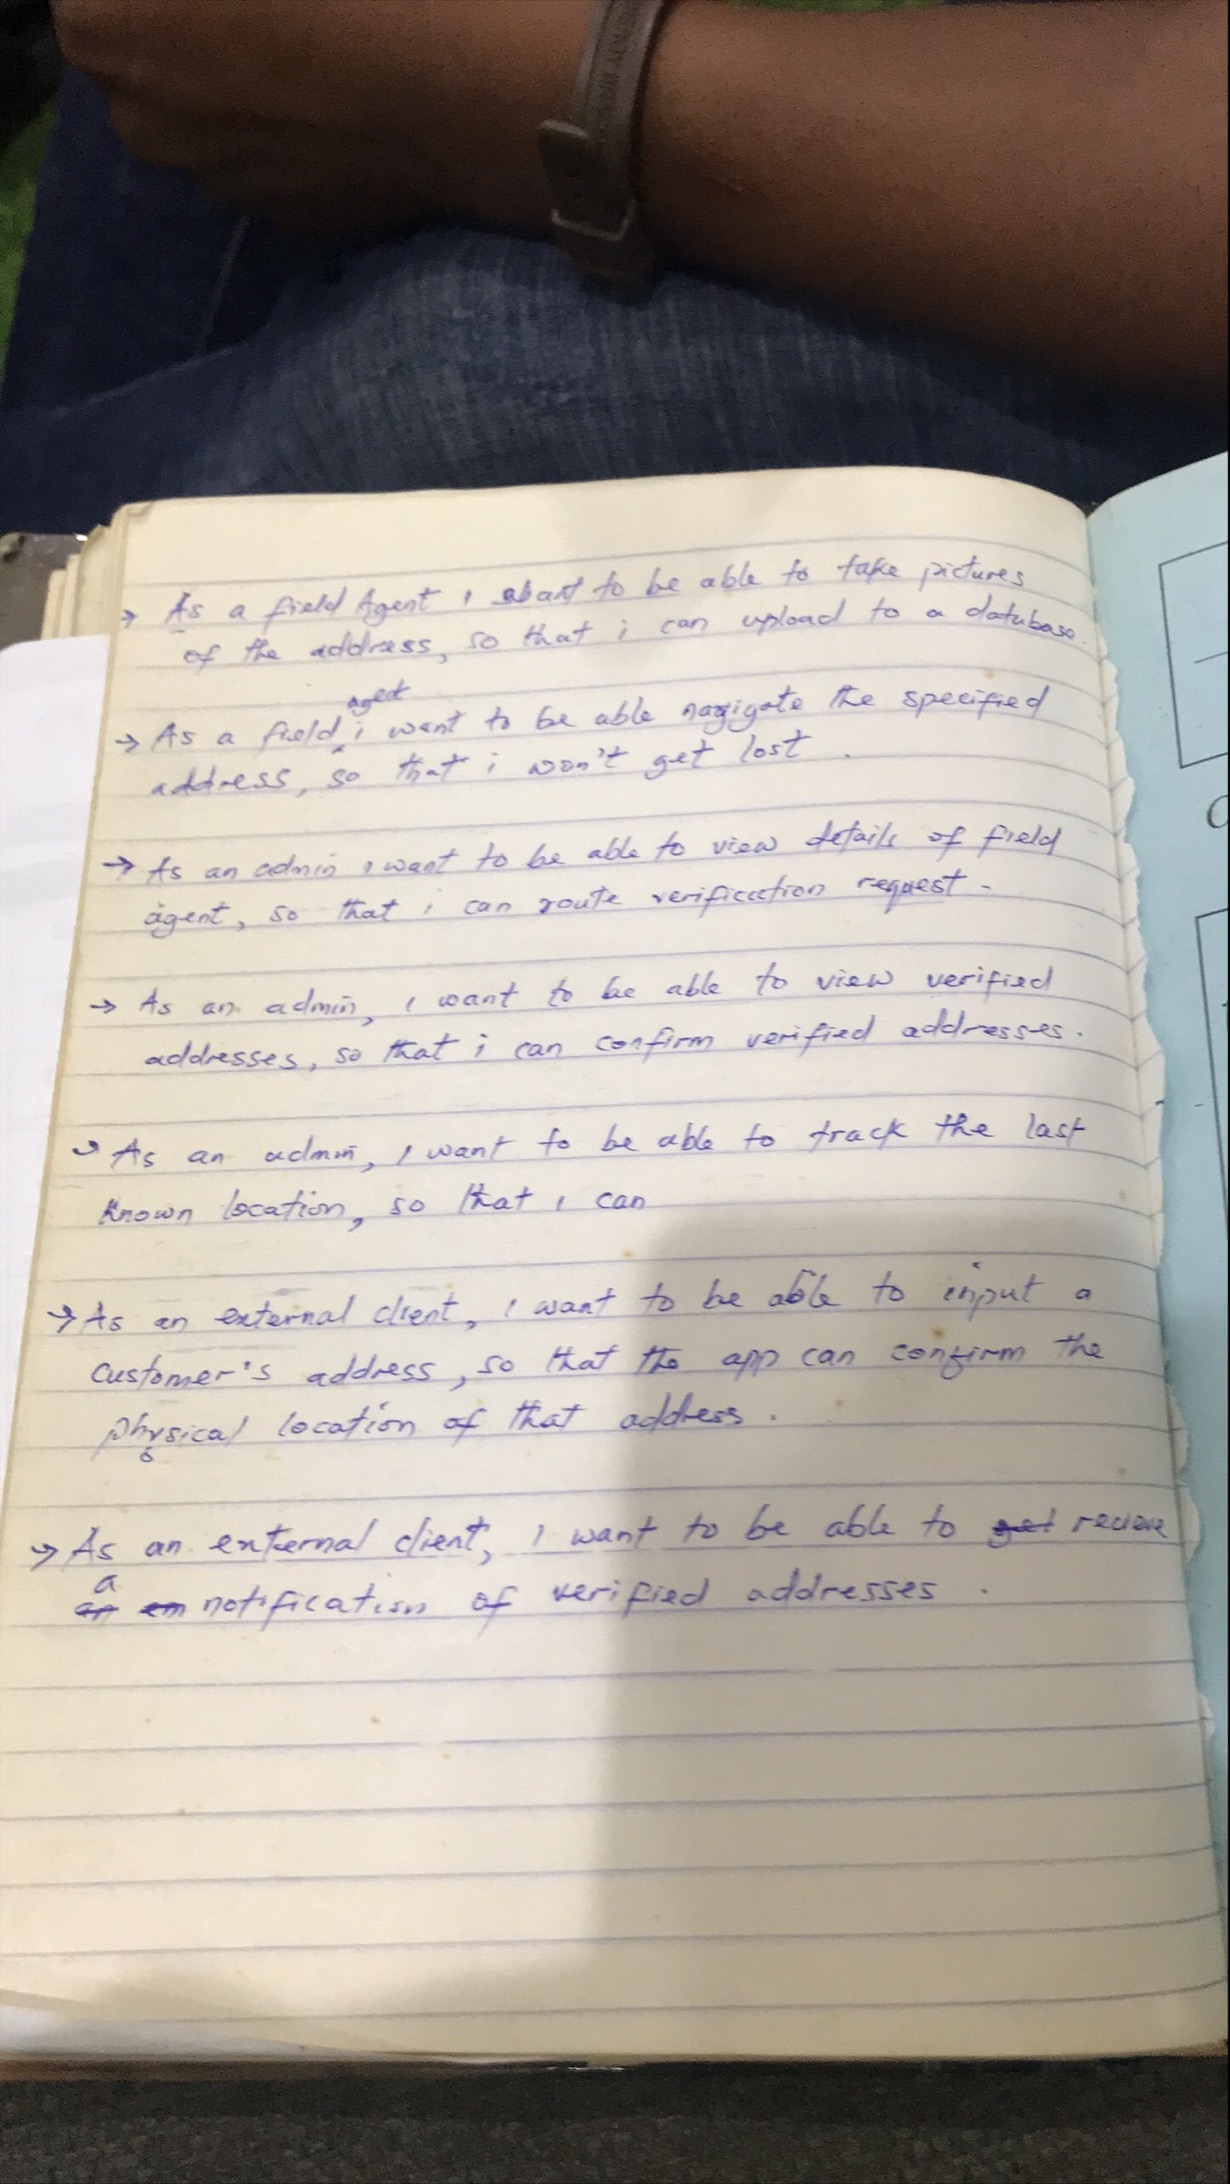 → As a field Agent i want to be able to take pictures
of the address, so that i can upload to a database.
agent
→ As a field i want to be able navigate the specified
address, so that i won't get lost.
→ As an admin i want to be able to view details of field
agent, so that i can route verification request.
→ As an admin, i want to be able to view verified
addresses, so that i can confirm verified addresses.
→ As an admin, I want to be able to track the last
known location, so that i can
→ As an external client, i want to be able to input a
customer's address, so that the app can confirm the
physical location of that address.
→ As an external client, I want to be able to get recieve
a
an em notification of verified addresses.